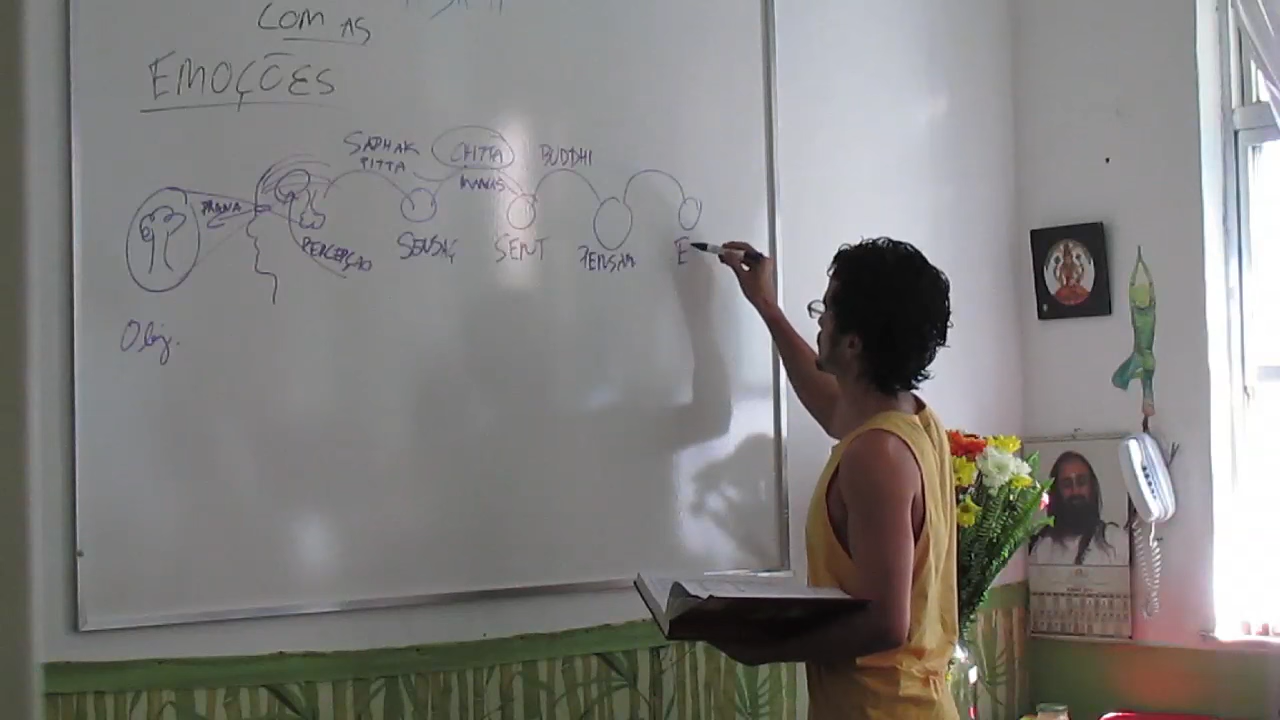 COM AS
EMOÇÕES
SADHAK
PITTA
CHITTA
BUDDHI
MANAS
PRANA
PERCEPÇÃO
SENSAÇ
SENT
PENSAM
E
Obj.